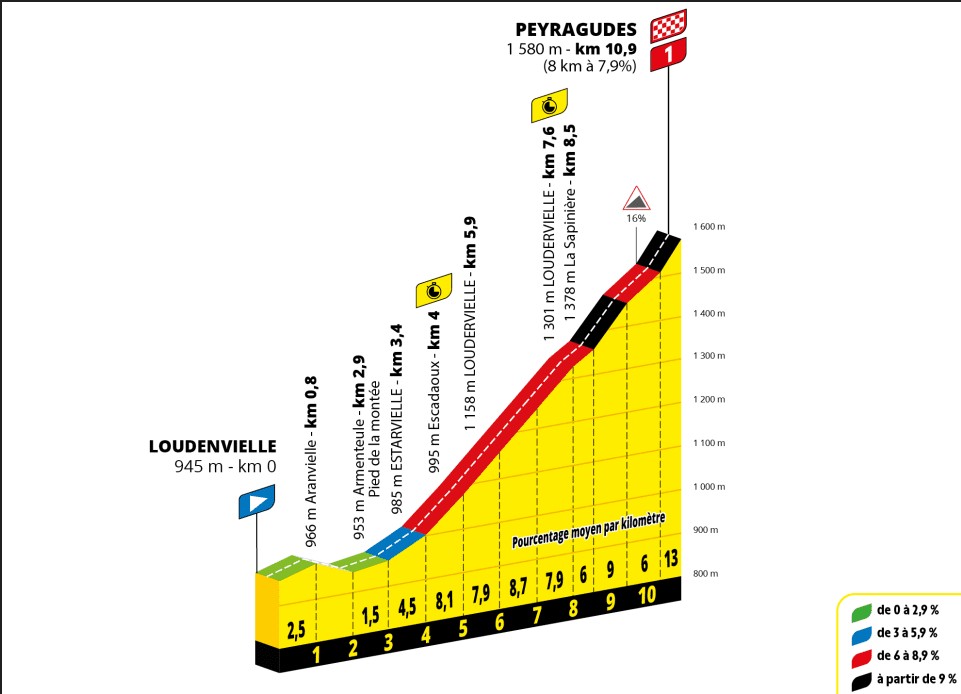 PEYRAGUDES
1 580 m - km 10,9
(8 km à 7,9%)
1
1 301 m LOUDERVIELLE - km 7,6
1 378 m La Sapinière - km 8,5
16%
1 158 m LOUDERVIELLE - km 5,9
995 m Escadaoux - km 4
985 m ESTARVIELLE - km 3,4
953 m Armenteule - km 2,9
Pied de la montée
966 m Aranvielle - km 0,8
LOUDENVIELLE
945 m - km 0
1 600 m
1 500 m
1 400 m
1 300 m
1 200 m
1 100 m
1 000 m
900 m
800 m
Pourcentage moyen par kilomètre
2,5 1,5 4,5 8,1 7,9 8,7 7,9 6 9 6 13
1 2 3 4 5 6 7 8 9 10
de 0 à 2,9 %
de 3 à 5,9 %
de 6 à 8,9 %
à partir de 9 %